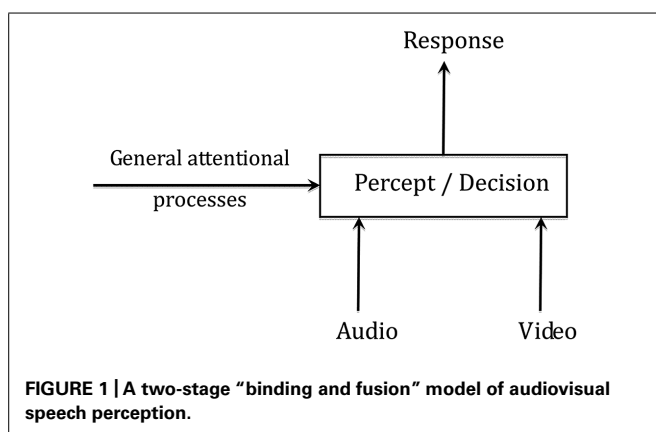 Response
General attentional
processes
Percept / Decision
Audio Video
FIGURE 1 | A two-stage “binding and fusion” model of audiovisual
speech perception.